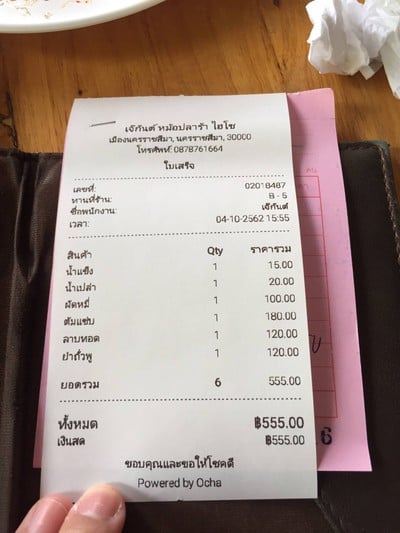 เจ๊กันต์ หม้อปลาร้า ไฮโซ
เมืองนครราชสีมา, นครราชสีมา, 30000
โทรศัพท์: 0878761664
ใบเสร็จ
เลขที่: 02018487
ทานที่ร้าน: B - 5
ชื่อพนักงาน: เจ๊กันต์
เวลา: 04-10-2562 15:55
สินค้า Qty ราคารวม
น้ำแข็ง 1 15.00
น้ำเปล่า 1 20.00
ผัดหมี่ 1 100.00
ต้มแซ่บ 1 180.00
ลาบทอด 1 120.00
ยำถั่วพู 1 120.00
ยอดรวม 6 555.00
ทั้งหมด ฿555.00
เงินสด ฿555.00
ขอบคุณและขอให้โชคดี
Powered by Ocha
6